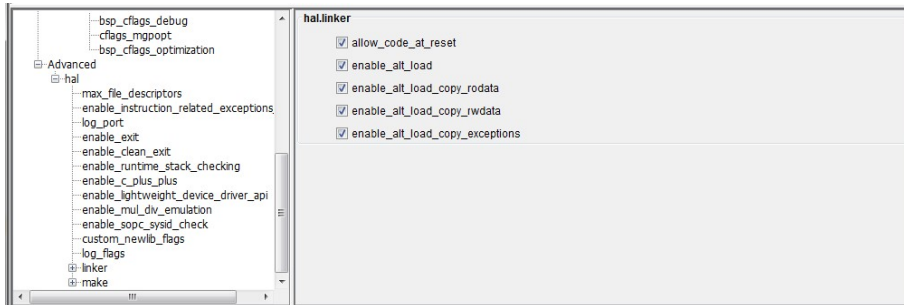 bsp_cflags_debug
cflags_mgpopt
bsp_cflags_optimization
Advanced
hal
max_file_descriptors
enable_instruction_related_exceptions_
log_port
enable_exit
enable_clean_exit
enable_runtime_stack_checking
enable_c_plus_plus
enable_lightweight_device_driver_api
enable_mul_div_emulation
enable_sopc_sysid_check
custom_newlib_flags
log_flags
linker
make
hal.linker
allow_code_at_reset
enable_alt_load
enable_alt_load_copy_rodata
enable_alt_load_copy_rwdata
enable_alt_load_copy_exceptions